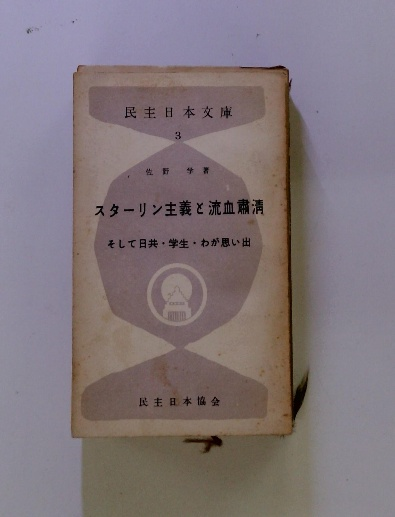 民主日本文庫
3
佐野学著
スターリン主義と流血粛清
そして日共・学生・わが思い出
民主日本協会